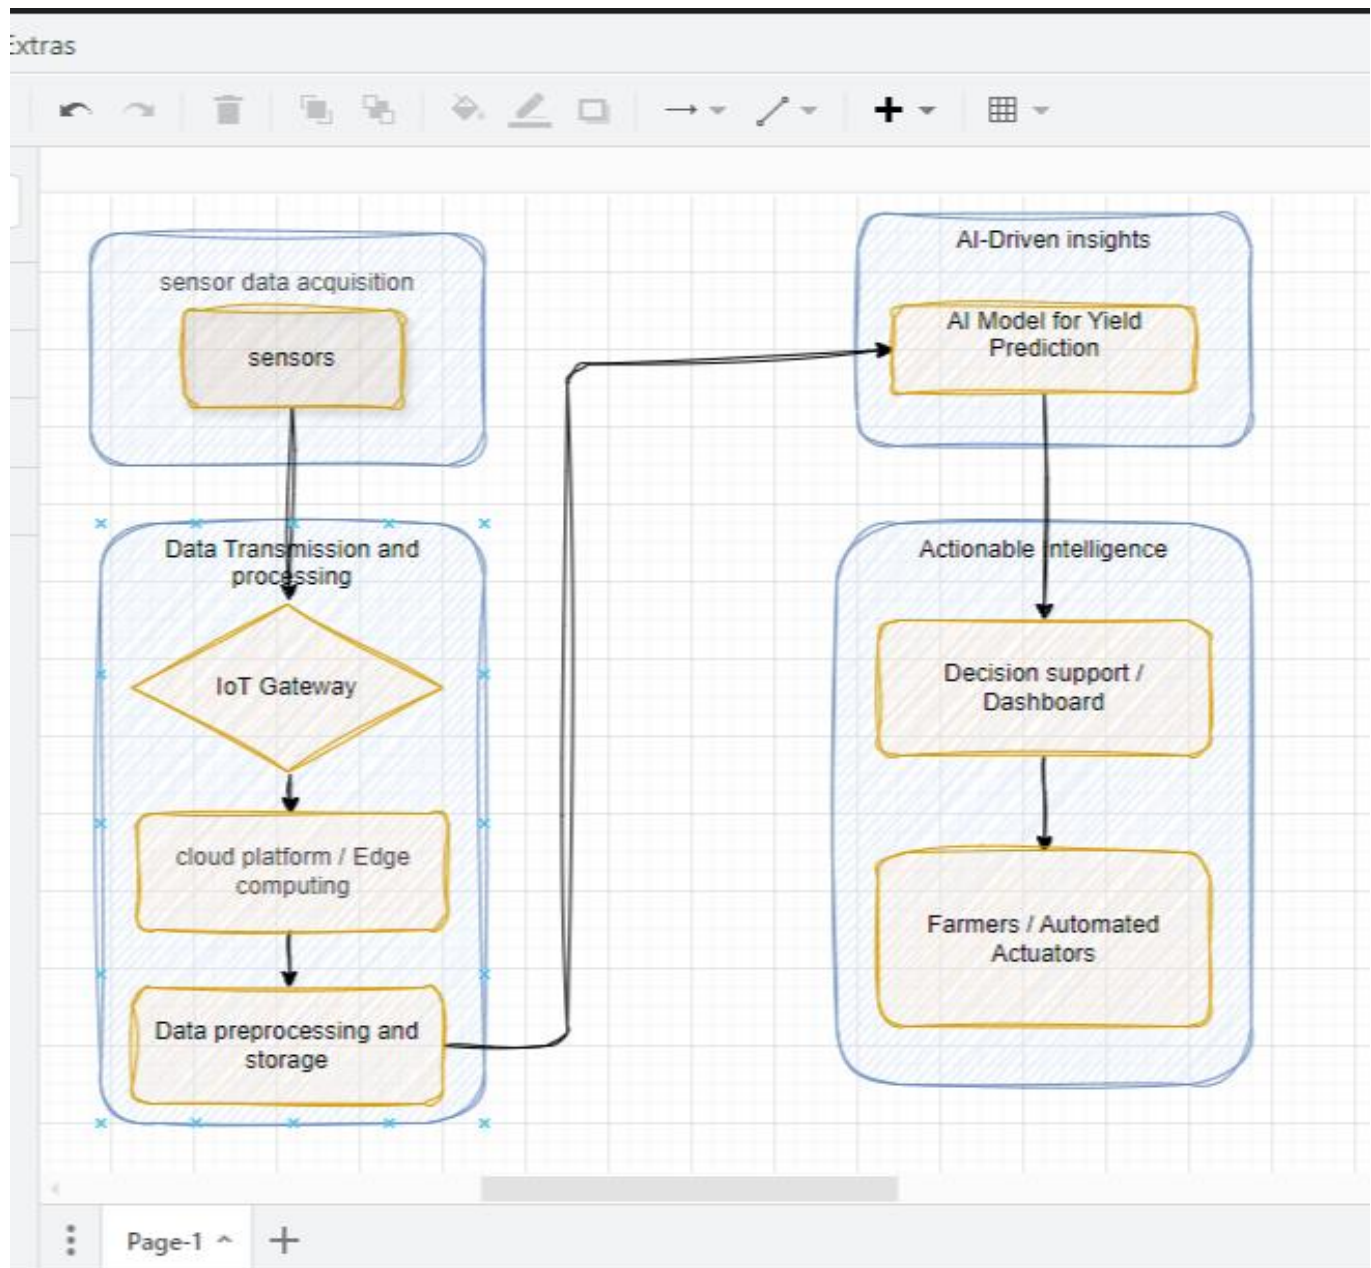 Extras
sensor data acquisition
sensors
Data Transmission and
processing
IoT Gateway
cloud platform / Edge
computing
Data preprocessing and
storage
AI-Driven insights
AI Model for Yield
Prediction
Actionable Intelligence
Decision support /
Dashboard
Farmers / Automated
Actuators
Page-1